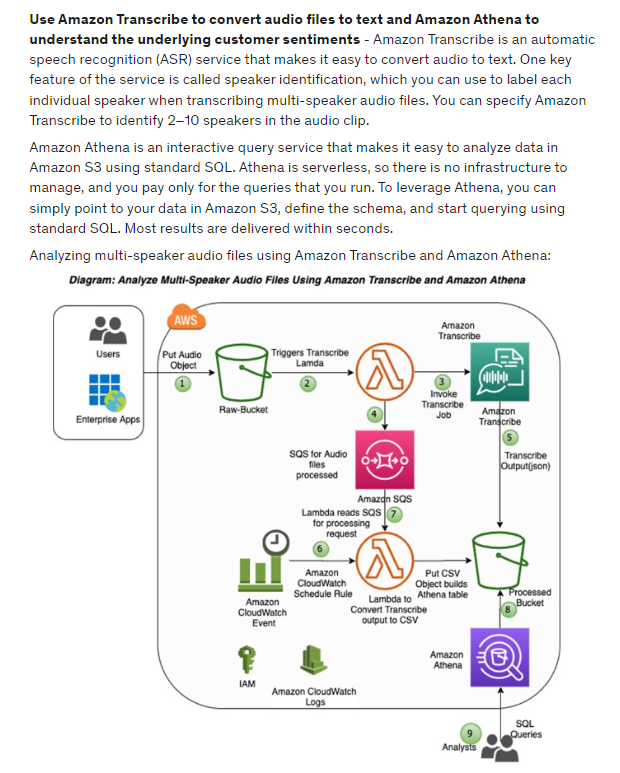 Use Amazon Transcribe to convert audio files to text and Amazon Athena to
understand the underlying customer sentiments - Amazon Transcribe is an automatic
speech recognition (ASR) service that makes it easy to convert audio to text. One key
feature of the service is called speaker identification, which you can use to label each
individual speaker when transcribing multi-speaker audio files. You can specify Amazon
Transcribe to identify 2–10 speakers in the audio clip.
Amazon Athena is an interactive query service that makes it easy to analyze data in
Amazon S3 using standard SQL. Athena is serverless, so there is no infrastructure to
manage, and you pay only for the queries that you run. To leverage Athena, you can
simply point to your data in Amazon S3, define the schema, and start querying using
standard SQL. Most results are delivered within seconds.
Analyzing multi-speaker audio files using Amazon Transcribe and Amazon Athena:
Diagram: Analyze Multi-Speaker Audio Files Using Amazon Transcribe and Amazon Athena
AWS
Users
Enterprise Apps
Put Audio
Object
1
Raw-Bucket
Triggers Transcribe
Lamda
2
3
Invoke
Transcribe
Job
Amazon
Transcribe
Amazon
Transcribe
4
5
Transcribe
Output(json)
SQS for Audio
files
processed
Amazon SQS
Lambda reads SQS
for processing
request
7
6
Amazon
CloudWatch
Schedule Rule
Amazon
CloudWatch
Event
Lambda to
Convert Transcribe
output to CSV
Put CSV
Object builds
Athena table
Processed
Bucket
8
IAM
Amazon CloudWatch
Logs
Amazon
Athena
9
Analysts
SQL
Queries